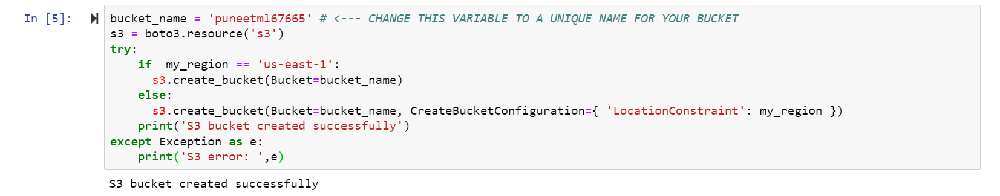 In [5]:
bucket_name = 'puneetml67665' # <--- CHANGE THIS VARIABLE TO A UNIQUE NAME FOR YOUR BUCKET
s3 = boto3.resource('s3')
try:
    if  my_region == 'us-east-1':
      s3.create_bucket(Bucket=bucket_name)
    else:
      s3.create_bucket(Bucket=bucket_name, CreateBucketConfiguration={ 'LocationConstraint': my_region })
    print('S3 bucket created successfully')
except Exception as e:
    print('S3 error: ',e)
S3 bucket created successfully